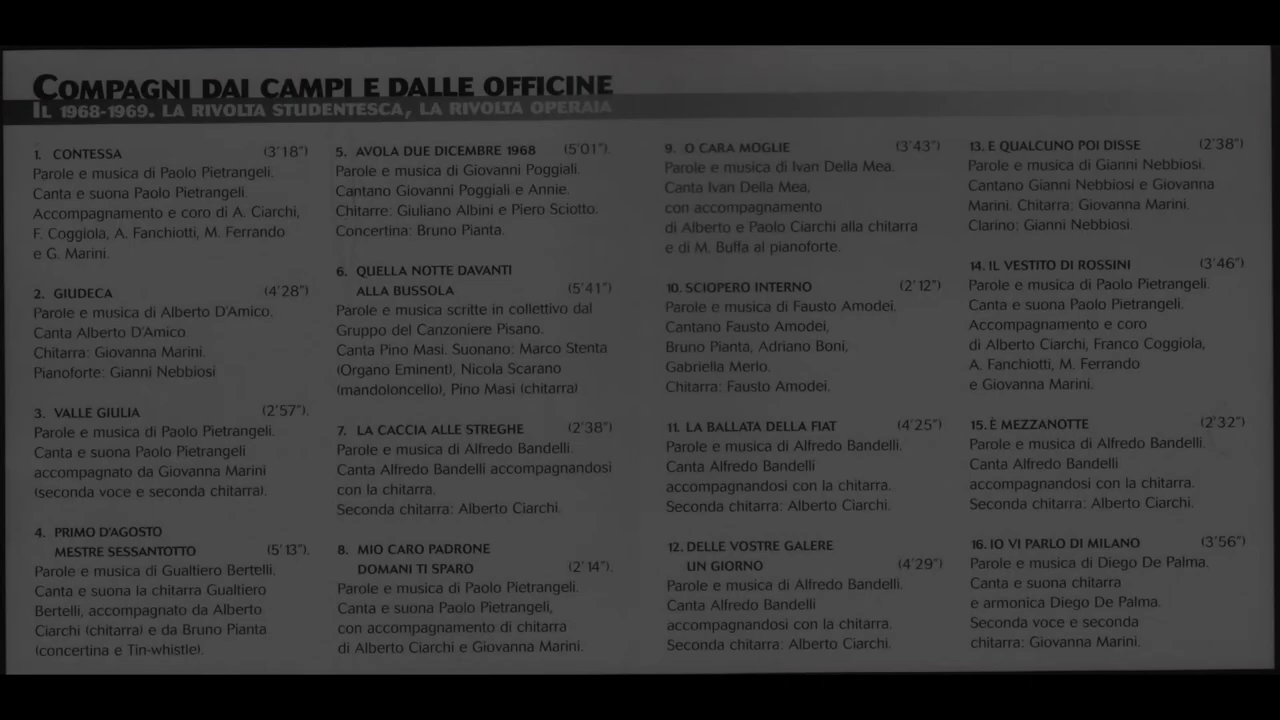 COMPAGNI DAI CAMPI E DALLE OFFICINE
IL 1968-1969. LA RIVOLTA STUDENTESCA, LA RIVOLTA OPERAIA
1. CONTESSA (3'18")
Parole e musica di Paolo Pietrangeli.
Canta e suona Paolo Pietrangeli.
Accompagnamento e coro di A. Ciarchi,
F. Coggiola, A. Fanchiotti, M. Ferrando
e G. Marini.
2. GIUDECA (4'28")
Parole e musica di Alberto D'Amico.
Canta Alberto D'Amico
Chitarra: Giovanna Marini.
Pianoforte: Gianni Nebbiosi
3. VALLE GIULIA (2'57").
Parole e musica di Paolo Pietrangeli.
Canta e suona Paolo Pietrangeli
accompagnato da Giovanna Marini
(seconda voce e seconda chitarra).
4. PRIMO D'AGOSTO
MESTRE SESSANTOTTO (5'13").
Parole e musica di Gualtiero Bertelli.
Canta e suona la chitarra Gualtiero
Bertelli, accompagnato da Alberto
Ciarchi (chitarra) e da Bruno Pianta
(concertina e Tin-whistle).
5. AVOLA DUE DICEMBRE 1968 (5'01").
Parole e musica di Giovanni Poggiali.
Cantano Giovanni Poggiali e Annie.
Chitarre: Giuliano Albini e Piero Sciotto.
Concertina: Bruno Pianta.
6. QUELLA NOTTE DAVANTI
ALLA BUSSOLA (5'41")
Parole e musica scritte in collettivo dal
Gruppo del Canzoniere Pisano.
Canta Pino Masi. Suonano: Marco Stenta
(Organo Eminent), Nicola Scarano
(mandoloncello), Pino Masi (chitarra)
7. LA CACCIA ALLE STREGHE (2'38")
Parole e musica di Alfredo Bandelli.
Canta Alfredo Bandelli accompagnandosi
con la chitarra.
Seconda chitarra: Alberto Ciarchi.
8. MIO CARO PADRONE
DOMANI TI SPARO (2'14").
Parole e musica di Paolo Pietrangeli.
Canta e suona Paolo Pietrangeli,
con accompagnamento di chitarra
di Alberto Ciarchi e Giovanna Marini.
9. O CARA MOGLIE (3'43")
Parole e musica di Ivan Della Mea.
Canta Ivan Della Mea,
con accompagnamento
di Alberto e Paolo Ciarchi alla chitarra
e di M. Buffa al pianoforte.
10. SCIOPERO INTERNO (2'12")
Parole e musica di Fausto Amodei.
Cantano Fausto Amodei,
Bruno Pianta, Adriano Boni,
Gabriella Merlo.
Chitarra: Fausto Amodei.
11. LA BALLATA DELLA FIAT (4'25")
Parole e musica di Alfredo Bandelli.
Canta Alfredo Bandelli
accompagnandosi con la chitarra.
Seconda chitarra: Alberto Ciarchi.
12. DELLE VOSTRE GALERE
UN GIORNO (4'29")
Parole e musica di Alfredo Bandelli.
Canta Alfredo Bandelli
accompagnandosi con la chitarra.
Seconda chitarra: Alberto Ciarchi.
13. E QUALCUNO POI DISSE (2'38")
Parole e musica di Gianni Nebbiosi.
Cantano Gianni Nebbiosi e Giovanna
Marini. Chitarra: Giovanna Marini.
Clarino: Gianni Nebbiosi.
14. IL VESTITO DI ROSSINI (3'46")
Parole e musica di Paolo Pietrangeli.
Canta e suona Paolo Pietrangeli.
Accompagnamento e coro
di Alberto Ciarchi, Franco Coggiola,
A. Fanchiotti, M. Ferrando
e Giovanna Marini.
15. È MEZZANOTTE (2'32")
Parole e musica di Alfredo Bandelli.
Canta Alfredo Bandelli
accompagnandosi con la chitarra.
Seconda chitarra: Alberto Ciarchi.
16. IO VI PARLO DI MILANO (3'56")
Parole e musica di Diego De Palma.
Canta e suona chitarra
e armonica Diego De Palma.
Seconda voce e seconda
chitarra: Giovanna Marini.